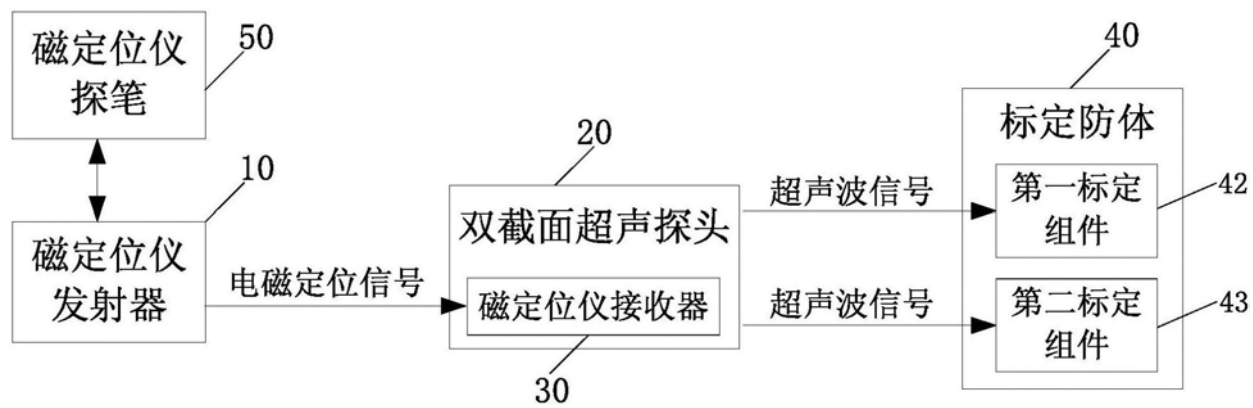 磁定位仪
探笔
50
10
磁定位仪
发射器
电磁定位信号
20
双截面超声探头
磁定位仪接收器
30
超声波信号
超声波信号
40
标定防体
第一标定
组件
42
第二标定
组件
43